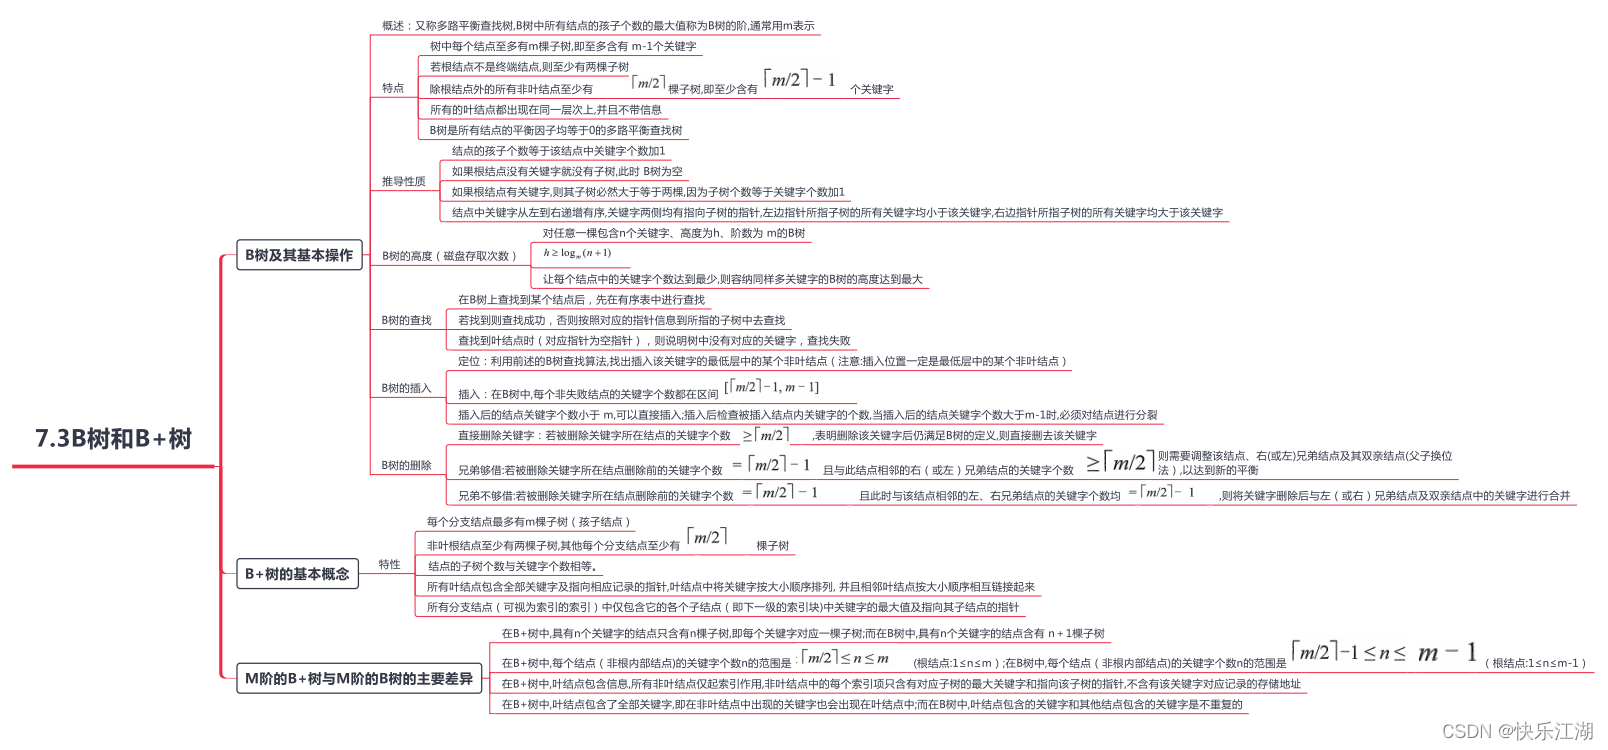 7.3B树和B+树
B树及其基本操作
概述：又称多路平衡查找树,B树中所有结点的孩子个数的最大值称为B树的阶,通常用m表示
特点
树中每个结点至多有m棵子树,即至多含有 m-1个关键字
若根结点不是终端结点,则至少有两棵子树
除根结点外的所有非叶结点至少有 ⌈m/2⌉ 棵子树,即至少含有 ⌈m/2⌉ − 1 个关键字
所有的叶结点都出现在同一层次上,并且不带信息
B树是所有结点的平衡因子均等于0的多路平衡查找树
推导性质
结点的孩子个数等于该结点中关键字个数加1
如果根结点没有关键字就没有子树,此时 B树为空
如果根结点有关键字,则其子树必然大于等于两棵,因为子树个数等于关键字个数加1
结点中关键字从左到右递增有序,关键字两侧均有指向子树的指针,左边指针所指子树的所有关键字均小于该关键字,右边指针所指子树的所有关键字均大于该关键字
B树的高度（磁盘存取次数）
对任意一棵包含n个关键字、高度为h、阶数为 m的B树
h ≥ logₘ (n + 1)
让每个结点中的关键字个数达到最少,则容纳同样多关键字的B树的高度达到最大
B树的查找
在B树上查找到某个结点后，先在有序表中进行查找
若找到则查找成功，否则按照对应的指针信息到所指的子树中去查找
查找到叶结点时（对应指针为空指针），则说明树中没有对应的关键字，查找失败
B树的插入
定位：利用前述的B树查找算法,找出插入该关键字的最低层中的某个非叶结点（注意:插入位置一定是最低层中的某个非叶结点）
插入：在B树中,每个非失败结点的关键字个数都在区间 [⌈m/2⌉ − 1, m − 1]
插入后的结点关键字个数小于 m,可以直接插入;插入后检查被插入结点内关键字的个数,当插入后的结点关键字个数大于m-1时,必须对结点进行分裂
B树的删除
直接删除关键字：若被删除关键字所在结点的关键字个数 ≥⌈m/2⌉ ,表明删除该关键字后仍满足B树的定义,则直接删去该关键字
兄弟够借:若被删除关键字所在结点删除前的关键字个数 = ⌈m/2⌉ − 1 且与此结点相邻的右（或左）兄弟结点的关键字个数 ≥⌈m/2⌉ 则需要调整该结点、右(或左)兄弟结点及其双亲结点(父子换位
法）,以达到新的平衡
兄弟不够借:若被删除关键字所在结点删除前的关键字个数 = ⌈m/2⌉ − 1 且此时与该结点相邻的左、右兄弟结点的关键字个数均 = ⌈m/2⌉ − 1 ,则将关键字删除后与左（或右）兄弟结点及双亲结点中的关键字进行合并
B+树的基本概念
特性
每个分支结点最多有m棵子树（孩子结点）
非叶根结点至少有两棵子树,其他每个分支结点至少有 ⌈m/2⌉ 棵子树
结点的子树个数与关键字个数相等。
所有叶结点包含全部关键字及指向相应记录的指针,叶结点中将关键字按大小顺序排列, 并且相邻叶结点按大小顺序相互链接起来
所有分支结点（可视为索引的索引）中仅包含它的各个子结点（即下一级的索引块)中关键字的最大值及指向其子结点的指针
M阶的B+树与M阶的B树的主要差异
在B+树中,具有n个关键字的结点只含有n棵子树,即每个关键字对应一棵子树;而在B树中,具有n个关键字的结点含有 n + 1棵子树
在B+树中,每个结点（非根内部结点)的关键字个数n的范围是 : ⌈m/2⌉ ≤ n ≤ m (根结点:1≤n≤m）;在B树中,每个结点（非根内部结点)的关键字个数n的范围是 ⌈m/2⌉−1 ≤ n ≤ m − 1 （根结点:1≤n≤m-1）
在B+树中,叶结点包含信息,所有非叶结点仅起索引作用,非叶结点中的每个索引项只含有对应子树的最大关键字和指向该子树的指针,不含有该关键字对应记录的存储地址
在B+树中,叶结点包含了全部关键字,即在非叶结点中出现的关键字也会出现在叶结点中;而在B树中,叶结点包含的关键字和其他结点包含的关键字是不重复的
CSDN @快乐江湖